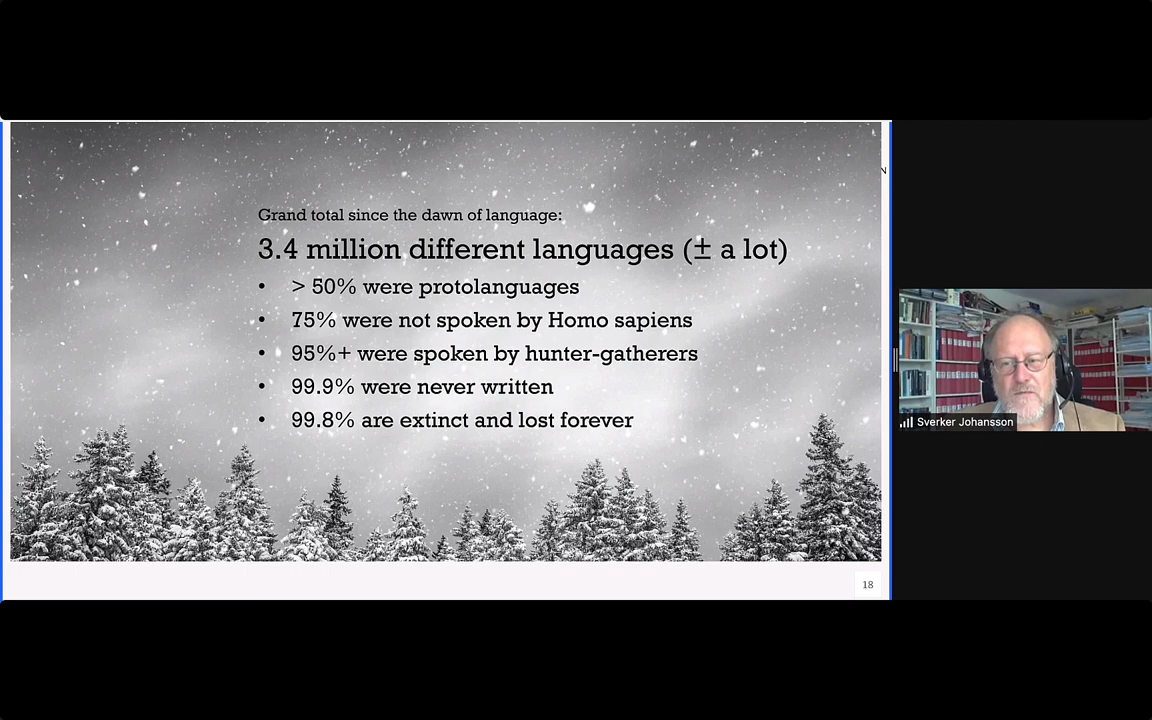 Grand total since the dawn of language:
3.4 million different languages (± a lot)
• > 50% were protolanguages
• 75% were not spoken by Homo sapiens
• 95%+ were spoken by hunter-gatherers
• 99.9% were never written
• 99.8% are extinct and lost forever
N
18
Sverker Johansson